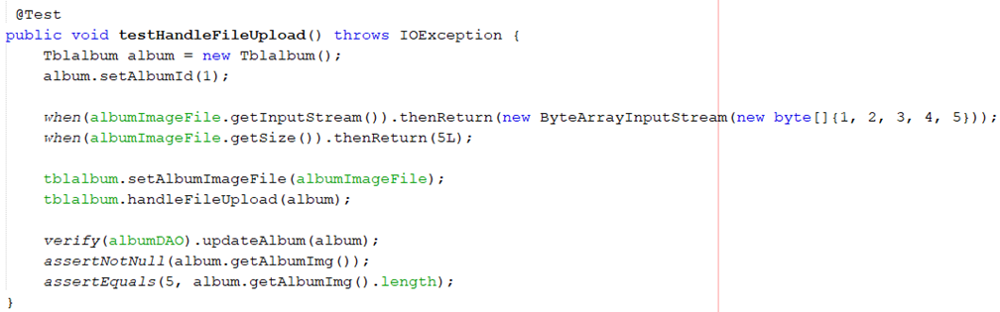 @Test
public void testHandleFileUpload() throws IOException {
Tblalbum album = new Tblalbum();
album.setAlbumId(1);
when(albumImageFile.getInputStream()).thenReturn(new ByteArrayInputStream(new byte[]{1, 2, 3, 4, 5}));
when(albumImageFile.getSize()).thenReturn(5L);
tblalbum.setAlbumImageFile(albumImageFile);
tblalbum.handleFileUpload(album);
verify(albumDAO).updateAlbum(album);
assertNotNull(album.getAlbumImg());
assertEquals(5, album.getAlbumImg().length);
}